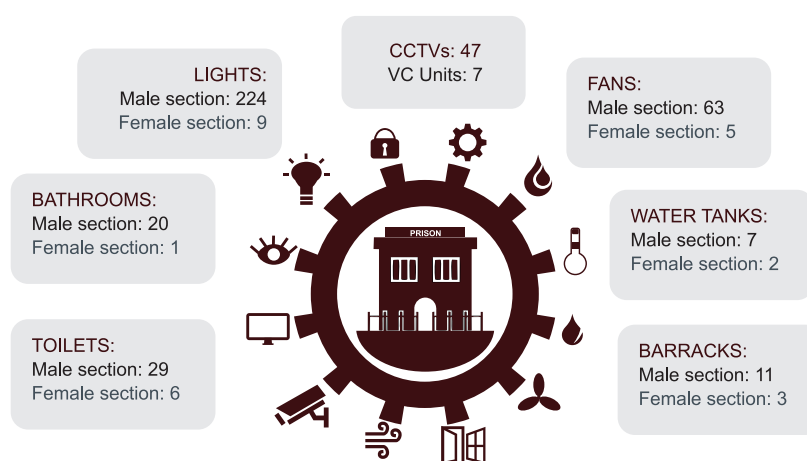 CCTVs: 47
VC Units: 7
LIGHTS:
Male section: 224
Female section: 9
FANS:
Male section: 63
Female section: 5
BATHROOMS:
Male section: 20
Female section: 1
WATER TANKS:
Male section: 7
Female section: 2
PRISON
TOILETS:
Male section: 29
Female section: 6
BARRACKS:
Male section: 11
Female section: 3